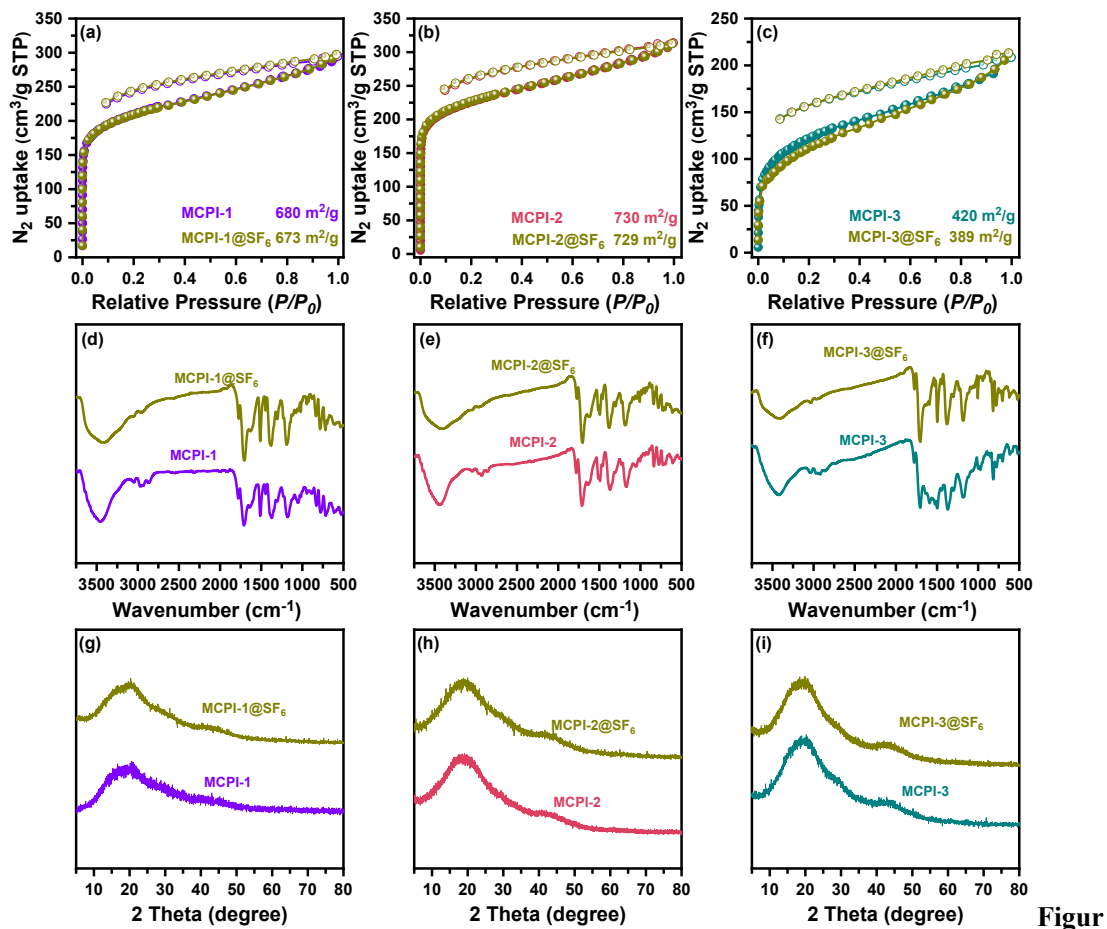 (a) (b) (c)
350 350 250
300 300
250 250 200
200 200 150
150 150 100
100 100
50 50 50
0 0 0
N2 uptake (cm3/g STP) N2 uptake (cm3/g STP) N2 uptake (cm3/g STP)
MCPI-1 680 m2/g MCPI-2 730 m2/g MCPI-3 420 m2/g
MCPI-1@SF6 673 m2/g MCPI-2@SF6 729 m2/g MCPI-3@SF6 389 m2/g
0.0 0.2 0.4 0.6 0.8 1.0 0.0 0.2 0.4 0.6 0.8 1.0 0.0 0.2 0.4 0.6 0.8 1.0
Relative Pressure (P/P0) Relative Pressure (P/P0) Relative Pressure (P/P0)
(d) (e) (f)
MCPI-1@SF6 MCPI-2@SF6 MCPI-3@SF6
MCPI-1 MCPI-2 MCPI-3
3500 3000 2500 2000 1500 1000 500 3500 3000 2500 2000 1500 1000 500 3500 3000 2500 2000 1500 1000 500
Wavenumber (cm-1) Wavenumber (cm-1) Wavenumber (cm-1)
(g) (h) (i)
MCPI-1@SF6 MCPI-2@SF6 MCPI-3@SF6
MCPI-1 MCPI-2 MCPI-3
10 20 30 40 50 60 70 80 10 20 30 40 50 60 70 80 10 20 30 40 50 60 70 80
2 Theta (degree) 2 Theta (degree) 2 Theta (degree)
Figur